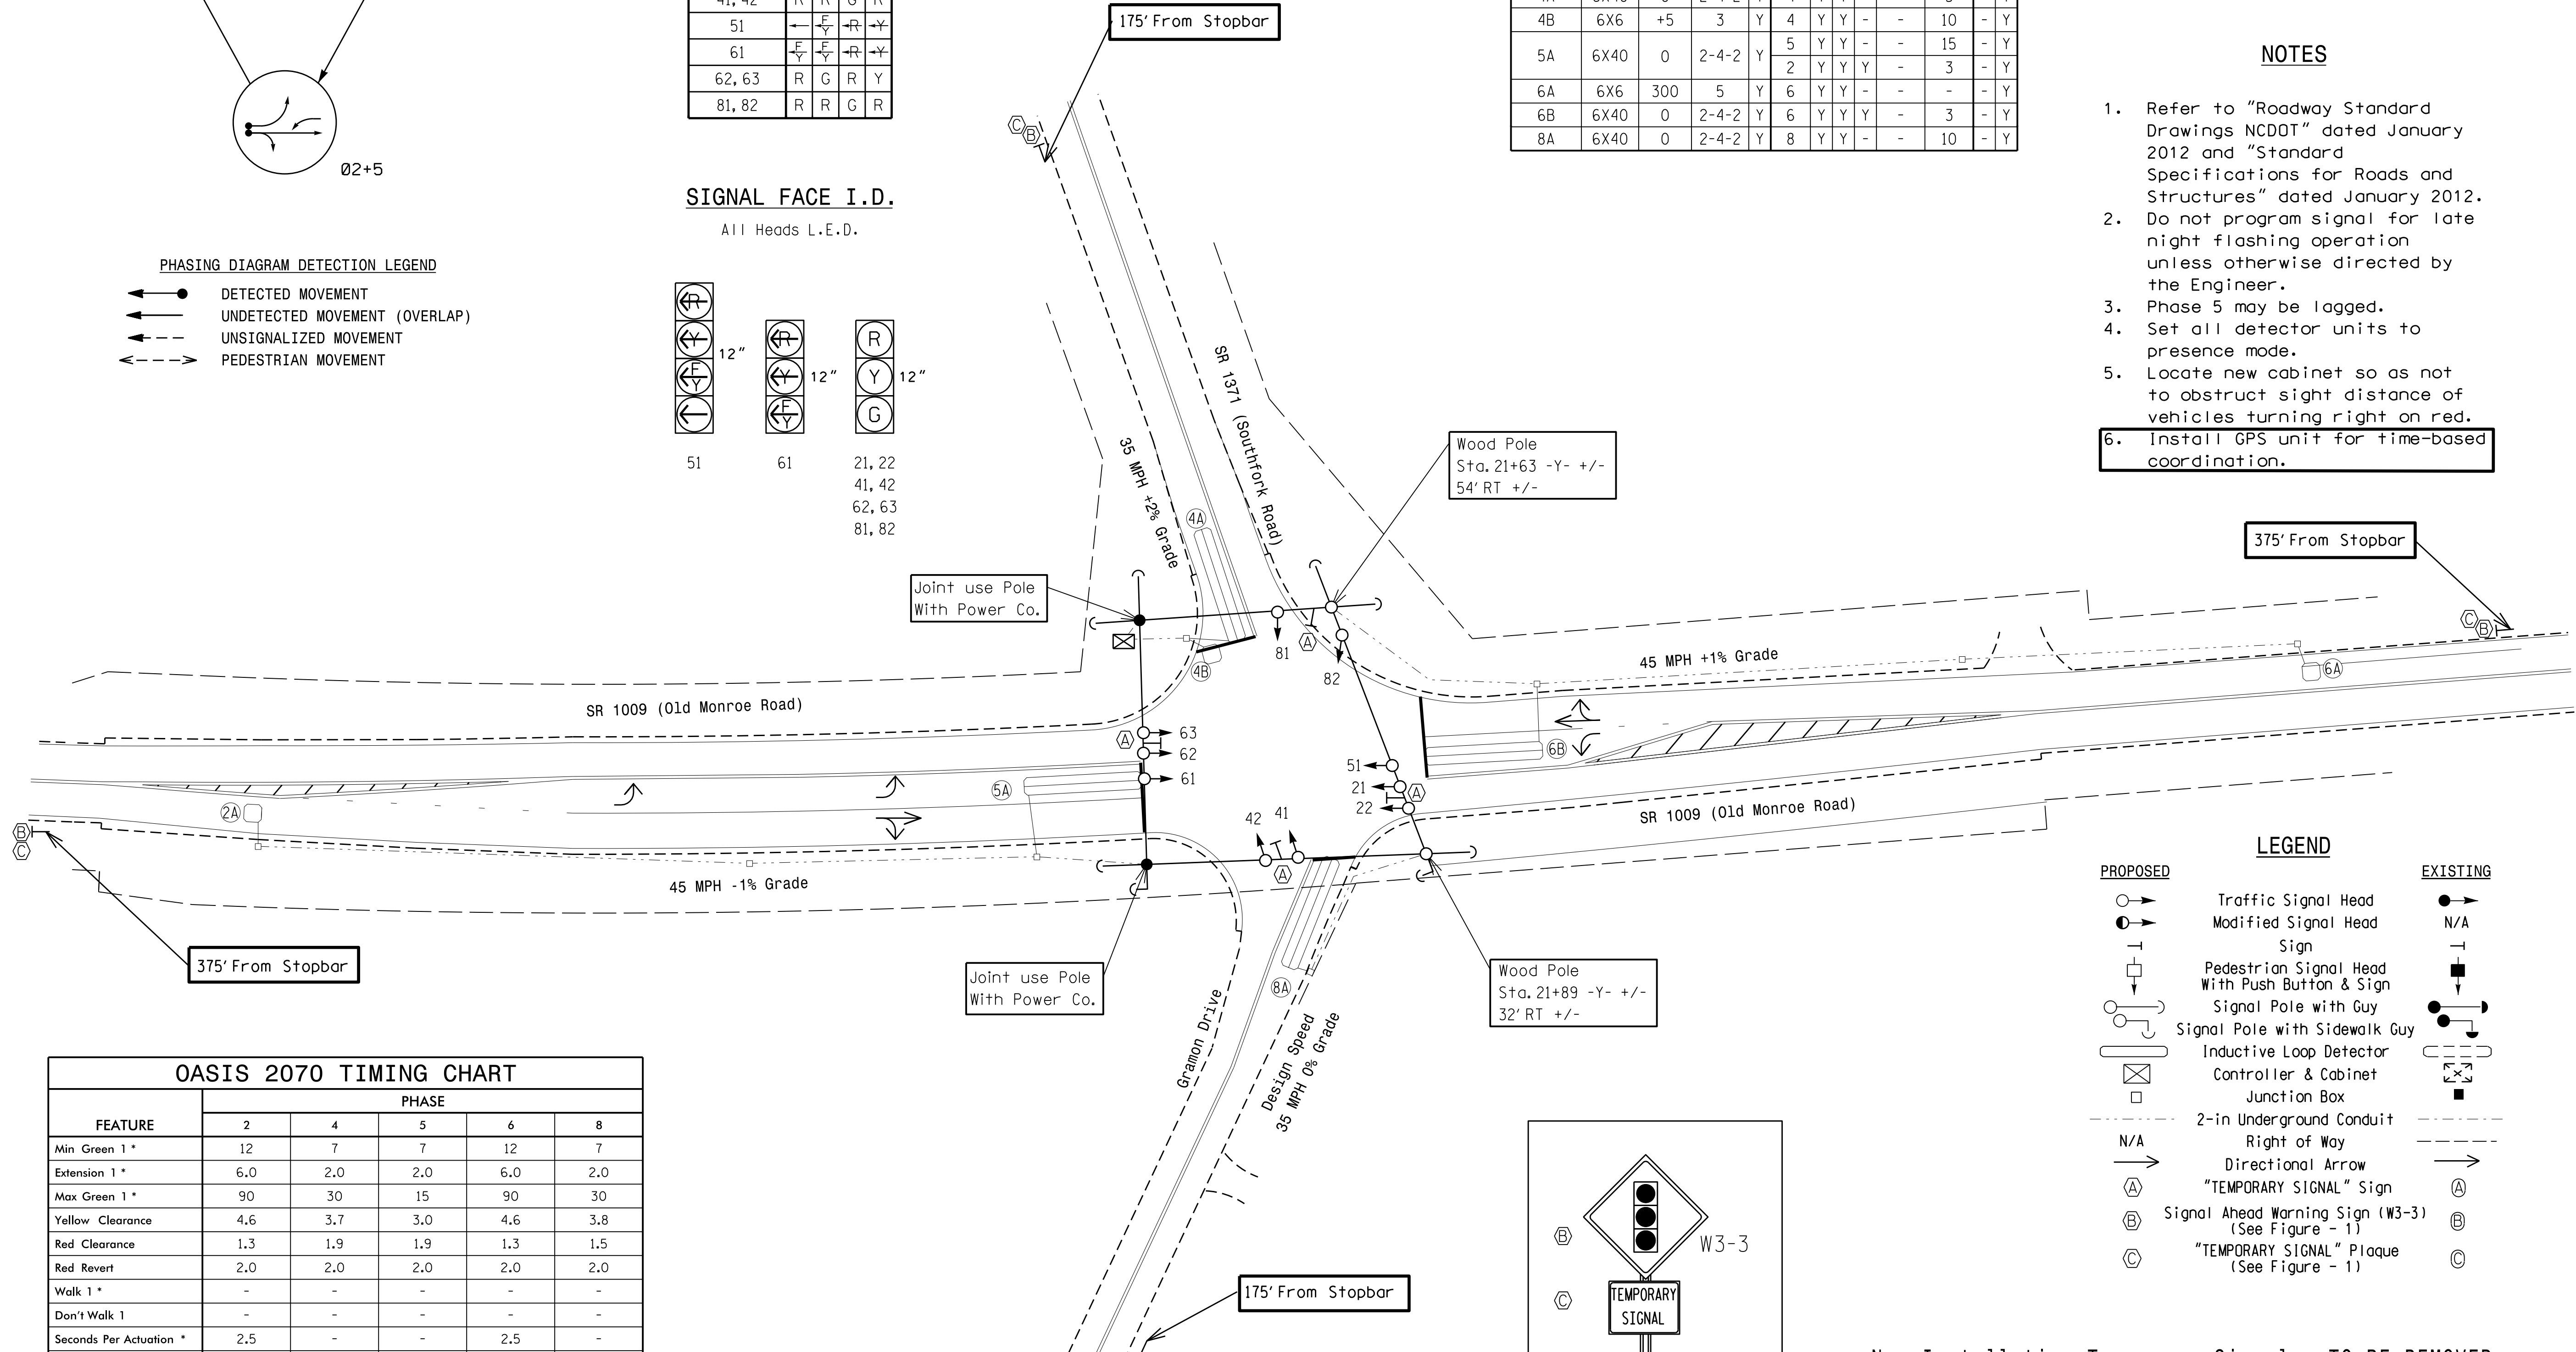 41, 42 R R G R
51 F Y R Y
61 F Y F Y R Y
62, 63 R G R Y
81, 82 R R G R
175' From Stopbar
4B 6X6 +5 3 Y 4 Y Y - - 10 - Y
5A 6X40 0 2-4-2 Y 5 Y Y - - 15 - Y
2 Y Y Y - 3 - Y
6A 6X6 300 5 Y 6 Y Y - - - - Y
6B 6X40 0 2-4-2 Y 6 Y Y Y - 3 - Y
8A 6X40 0 2-4-2 Y 8 Y Y - - 10 - Y
Ø2+5
SIGNAL FACE I.D.
All Heads L.E.D.
PHASING DIAGRAM DETECTION LEGEND
DETECTED MOVEMENT
UNDETECTED MOVEMENT (OVERLAP)
UNSIGNALIZED MOVEMENT
PEDESTRIAN MOVEMENT
R
Y 12"
F Y
51
R
Y 12"
F Y
61
R
Y 12"
G
21, 22
41, 42
62, 63
81, 82
NOTES
1. Refer to "Roadway Standard
Drawings NCDOT" dated January
2012 and "Standard
Specifications for Roads and
Structures" dated January 2012.
2. Do not program signal for late
night flashing operation
unless otherwise directed by
the Engineer.
3. Phase 5 may be lagged.
4. Set all detector units to
presence mode.
5. Locate new cabinet so as not
to obstruct sight distance of
vehicles turning right on red.
6. Install GPS unit for time-based
coordination.
C
B
35 MPH +2% Grade
SR 1371 (Southfork Road)
4A
4B
Wood Pole
Sta. 21+63 -Y- +/-
54' RT +/-
Joint use Pole
With Power Co.
375' From Stopbar
C
B
81
A
82
45 MPH +1% Grade
6A
SR 1009 (Old Monroe Road)
A
63
62
61
51
21
22
A
6B
5A
2A
B
C
42 41
A
SR 1009 (Old Monroe Road)
45 MPH -1% Grade
375' From Stopbar
Joint use Pole
With Power Co.
8A
Gramon Drive
Design Speed
35 MPH 0% Grade
Wood Pole
Sta. 21+89 -Y- +/-
32' RT +/-
175' From Stopbar
LEGEND
PROPOSED EXISTING
Traffic Signal Head
Modified Signal Head N/A
Sign
Pedestrian Signal Head
With Push Button & Sign
Signal Pole with Guy
Signal Pole with Sidewalk Guy
Inductive Loop Detector
Controller & Cabinet
Junction Box
2-in Underground Conduit
N/A Right of Way
Directional Arrow
A "TEMPORARY SIGNAL" Sign A
B Signal Ahead Warning Sign (W3-3) B
(See Figure - 1)
C "TEMPORARY SIGNAL" Plaque C
(See Figure - 1)
OASIS 2070 TIMING CHART
PHASE
FEATURE 2 4 5 6 8
Min Green 1 * 12 7 7 12 7
Extension 1 * 6.0 2.0 2.0 6.0 2.0
Max Green 1 * 90 30 15 90 30
Yellow Clearance 4.6 3.7 3.0 4.6 3.8
Red Clearance 1.3 1.9 1.9 1.3 1.5
Red Revert 2.0 2.0 2.0 2.0 2.0
Walk 1 * - - - - -
Don't Walk 1 - - - - -
Seconds Per Actuation * 2.5 - - 2.5 -
B
W3-3
C
TEMPORARY
SIGNAL